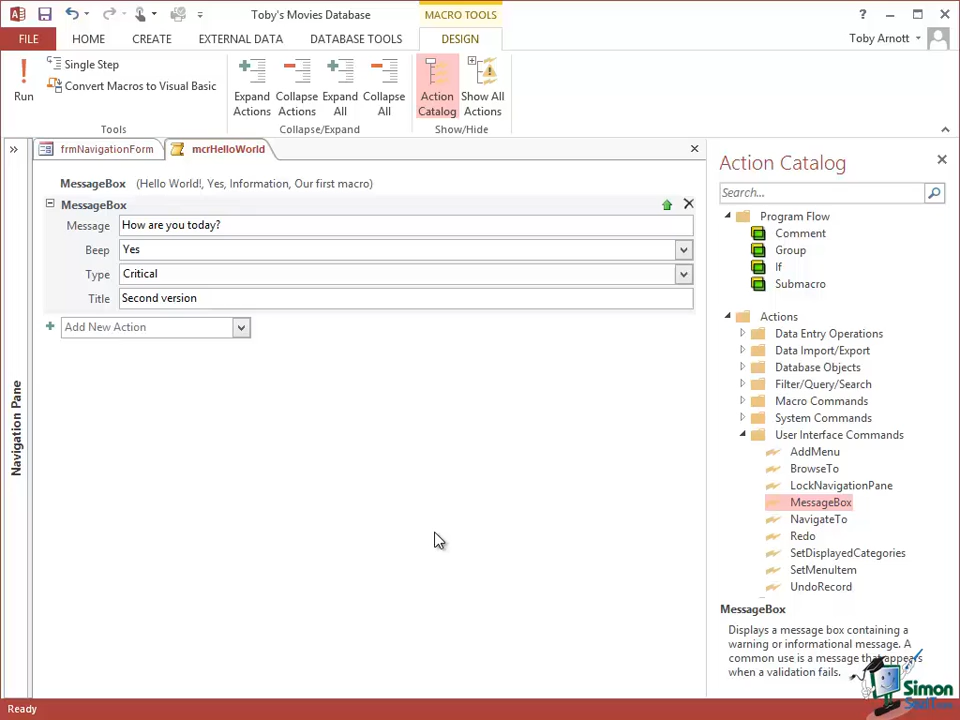 Toby's Movies Database
MACRO TOOLS
Toby Arnott
FILE HOME CREATE EXTERNAL DATA DATABASE TOOLS DESIGN
Run
Single Step
Convert Macros to Visual Basic
Tools
Expand Actions
Collapse Actions
Expand All
Collapse All
Collapse/Expand
Action Catalog
Show All Actions
Show/Hide
Navigation Pane
frmNavigationForm
mcrHelloWorld
MessageBox (Hello World!, Yes, Information, Our first macro)
MessageBox
Message How are you today?
Beep Yes
Type Critical
Title Second version
Add New Action
Action Catalog
Search...
Program Flow
Comment
Group
If
Submacro
Actions
Data Entry Operations
Data Import/Export
Database Objects
Filter/Query/Search
Macro Commands
System Commands
User Interface Commands
AddMenu
BrowseTo
LockNavigationPane
MessageBox
NavigateTo
Redo
SetDisplayedCategories
SetMenuItem
UndoRecord
MessageBox
Displays a message box containing a
warning or informational message. A
common use is a message that appears
when a validation fails.
Simon
Ready